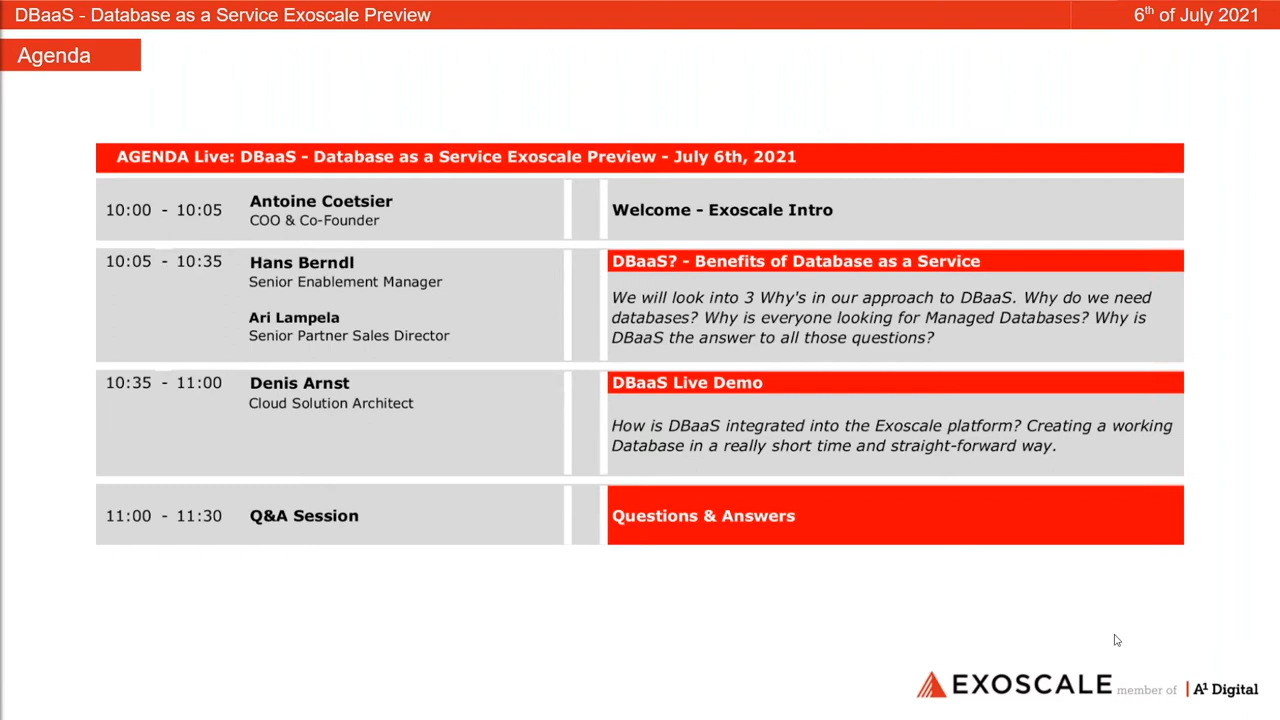 DBaaS - Database as a Service Exoscale Preview
6th of July 2021
Agenda
AGENDA Live: DBaaS - Database as a Service Exoscale Preview - July 6th, 2021
10:00 - 10:05
Antoine Coetsier
COO & Co-Founder
Welcome - Exoscale Intro
10:05 - 10:35
Hans Berndl
Senior Enablement Manager
Ari Lampela
Senior Partner Sales Director
DBaaS? - Benefits of Database as a Service
We will look into 3 Why's in our approach to DBaaS. Why do we need
databases? Why is everyone looking for Managed Databases? Why is
DBaaS the answer to all those questions?
10:35 - 11:00
Denis Arnst
Cloud Solution Architect
DBaaS Live Demo
How is DBaaS integrated into the Exoscale platform? Creating a working
Database in a really short time and straight-forward way.
11:00 - 11:30
Q&A Session
Questions & Answers
EXOSCALE member of A1 Digital